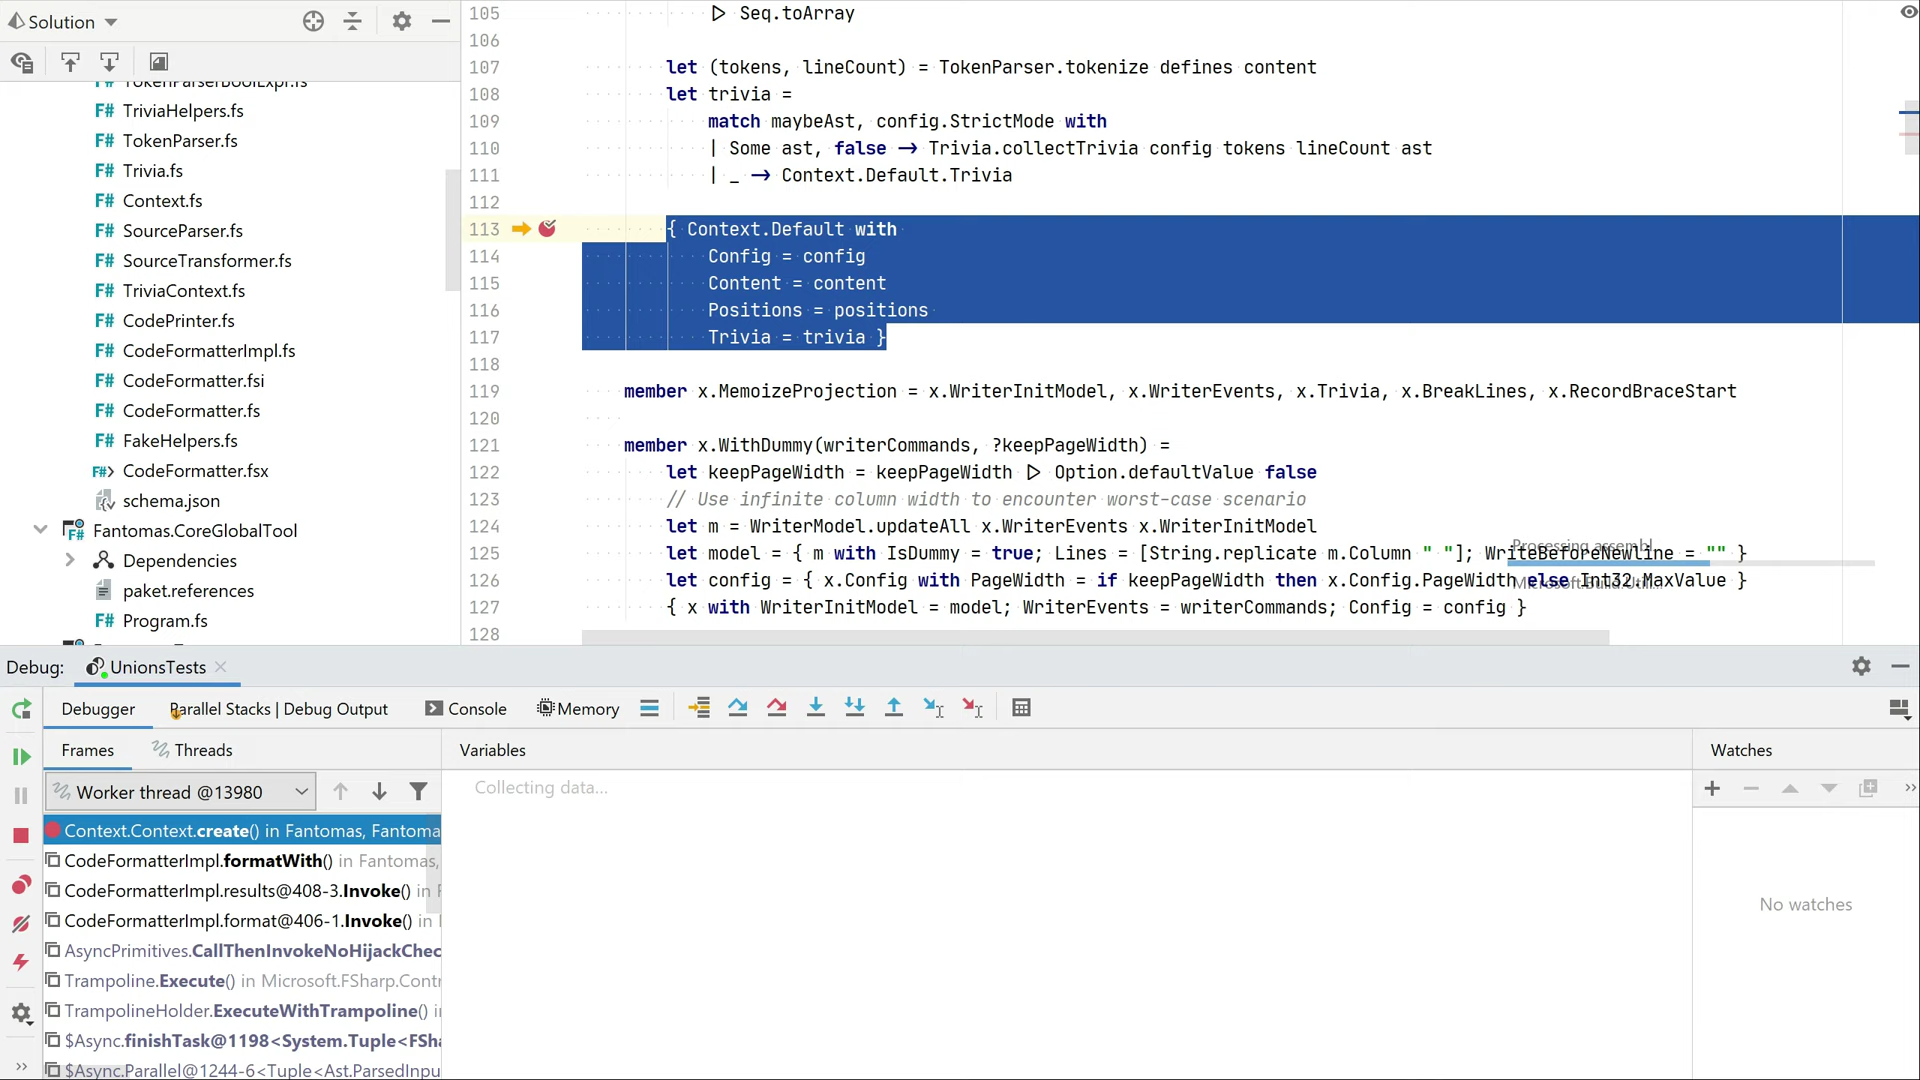 Solution
TokenParserBoolExpr.fs
F# TriviaHelpers.fs
F# TokenParser.fs
F# Trivia.fs
F# Context.fs
F# SourceParser.fs
F# SourceTransformer.fs
F# TriviaContext.fs
F# CodePrinter.fs
F# CodeFormatterImpl.fs
F# CodeFormatter.fsi
F# CodeFormatter.fs
F# FakeHelpers.fs
F# CodeFormatter.fsx
schema.json
Fantomas.CoreGlobalTool
Dependencies
paket.references
F# Program.fs
105 ▷ Seq.toArray
106
107 let (tokens, lineCount) = TokenParser.tokenize defines content
108 let trivia =
109 match maybeAst, config.StrictMode with
110 | Some ast, false → Trivia.collectTrivia config tokens lineCount ast
111 | _ → Context.Default.Trivia
112
113 { Context.Default with
114 Config = config
115 Content = content
116 Positions = positions
117 Trivia = trivia }
118
119 member x.MemoizeProjection = x.WriterInitModel, x.WriterEvents, x.Trivia, x.BreakLines, x.RecordBraceStart
120
121 member x.WithDummy(writerCommands, ?keepPageWidth) =
122 let keepPageWidth = keepPageWidth ▷ Option.defaultValue false
123 // Use infinite column width to encounter worst-case scenario
124 let m = WriterModel.updateAll x.WriterEvents x.WriterInitModel
125 let model = { m with IsDummy = true; Lines = [String.replicate m.Column " "]; WriteBeforeNewline = "" }
126 let config = { x.Config with PageWidth = if keepPageWidth then x.Config.PageWidth else Int32.MaxValue }
127 { x with WriterInitModel = model; WriterEvents = writerCommands; Config = config }
128
Processing assembl
Microsoft.Build.Util...
Debug: UnionsTests
Debugger Parallel Stacks | Debug Output Console Memory
Frames Threads Variables Watches
Worker thread @13980
Collecting data...
No watches
Context.Context.create() in Fantomas, Fantoma
CodeFormatterImpl.formatWith() in Fantomas,
CodeFormatterImpl.results@408-3.Invoke() in F
CodeFormatterImpl.format@406-1.Invoke() in
AsyncPrimitives.CallThenInvokeNoHijackChec
Trampoline.Execute() in Microsoft.FSharp.Contr
TrampolineHolder.ExecuteWithTrampoline() in
$Async.finishTask@1198<System.Tuple<FSha
$Async.Parallel@1244-6<Tuple<Ast.ParsedInpu